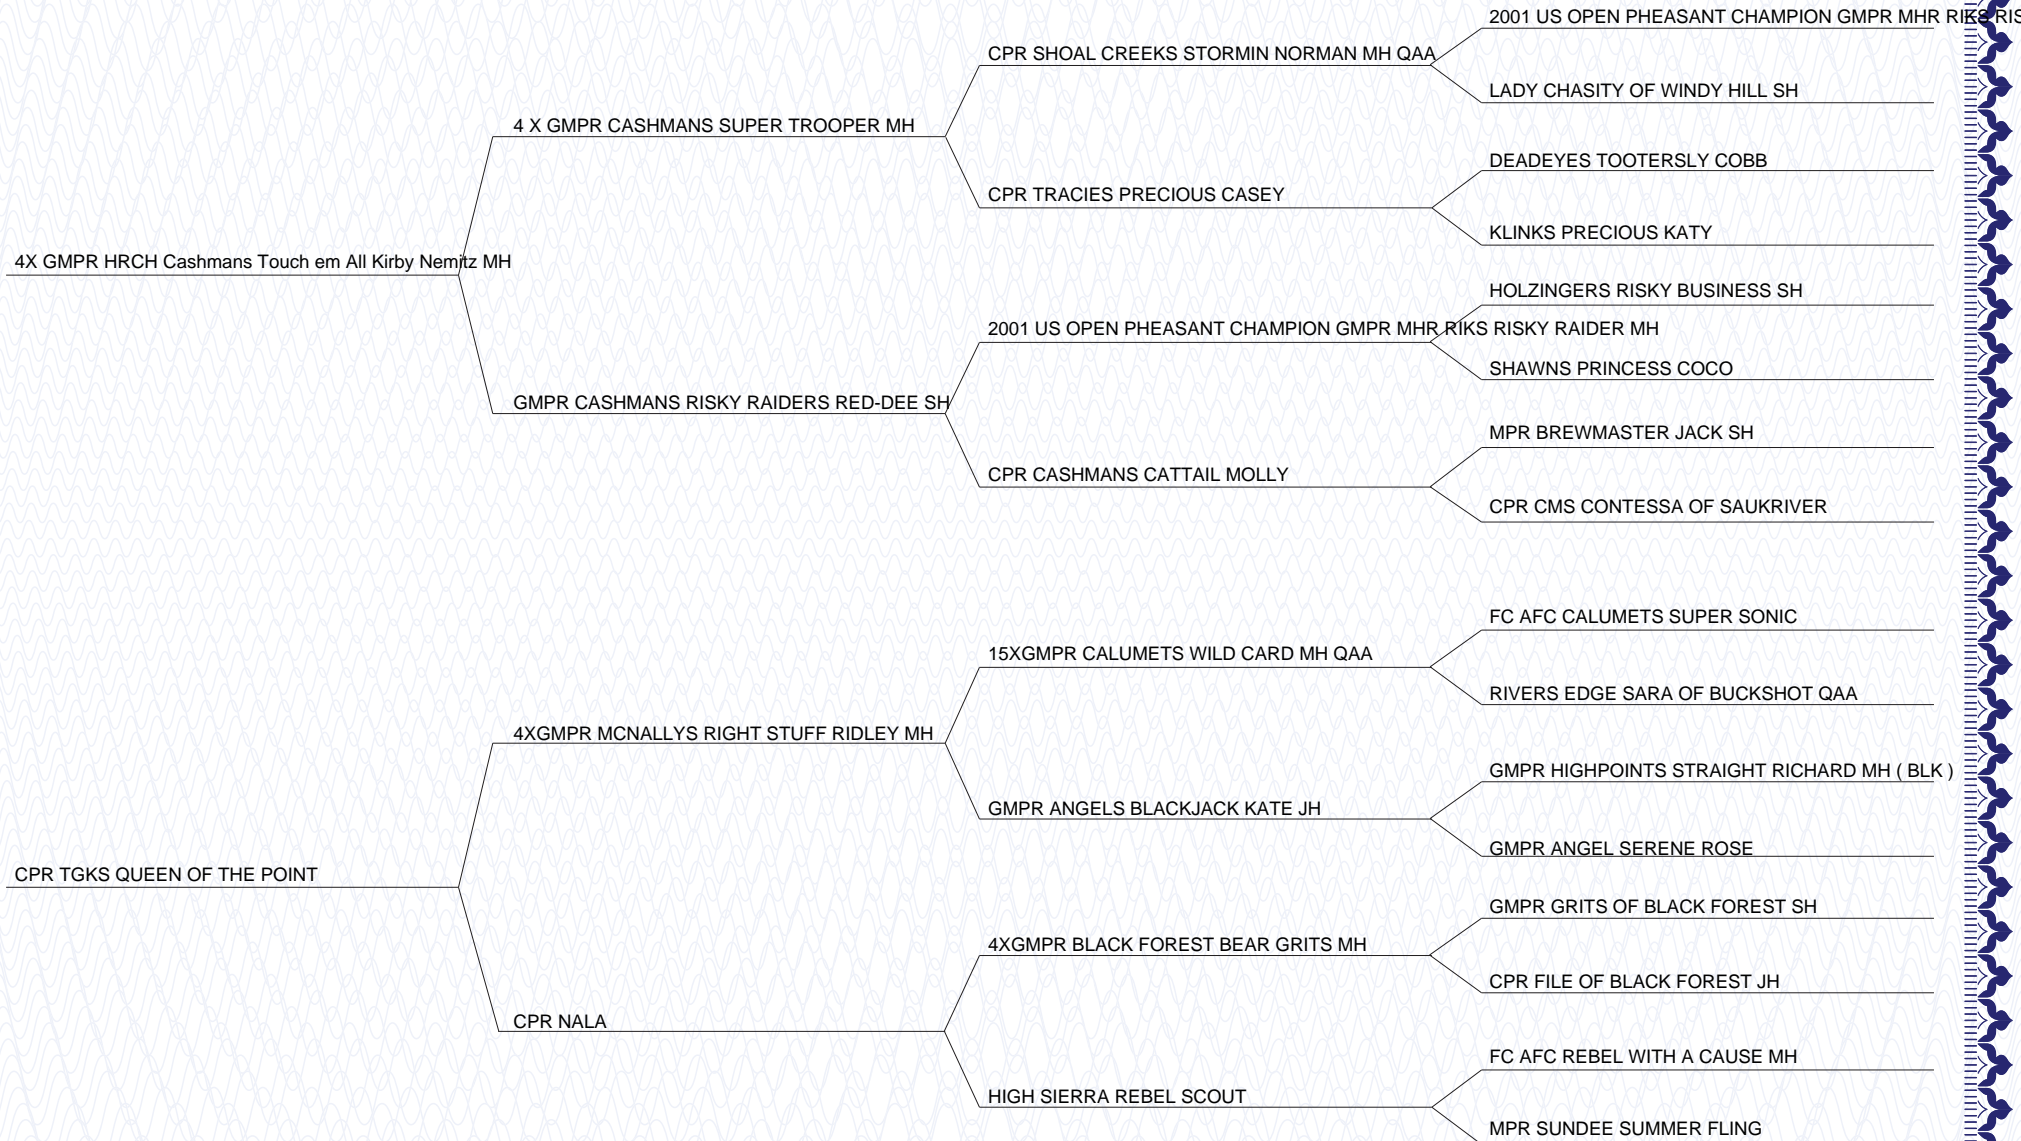 2001 US OPEN PHEASANT CHAMPION GMPR MHR RIKS
CPR SHOAL CREEKS STORMIN NORMAN MH QAA
LADY CHASITY OF WINDY HILL SH
4 X GMPR CASHMANS SUPER TROOPER MH
DEADEYES TOOTERSLY COBB
CPR TRACIES PRECIOUS CASEY
KLINKS PRECIOUS KATY
4X GMPR HRCH Cashmans Touch em All Kirby Nemitz MH
HOLZINGERS RISKY BUSINESS SH
2001 US OPEN PHEASANT CHAMPION GMPR MHR RIKS RISKY RAIDER MH
SHAWNS PRINCESS COCO
GMPR CASHMANS RISKY RAIDERS RED-DEE SH
MPR BREWMASTER JACK SH
CPR CASHMANS CATTAIL MOLLY
CPR CMS CONTESSA OF SAUKRIVER
FC AFC CALUMETS SUPER SONIC
15XGMPR CALUMETS WILD CARD MH QAA
RIVERS EDGE SARA OF BUCKSHOT QAA
4XGMPR MCNALLYS RIGHT STUFF RIDLEY MH
GMPR HIGHPOINTS STRAIGHT RICHARD MH ( BLK )
GMPR ANGELS BLACKJACK KATE JH
GMPR ANGEL SERENE ROSE
CPR TGKS QUEEN OF THE POINT
GMPR GRITS OF BLACK FOREST SH
4XGMPR BLACK FOREST BEAR GRITS MH
CPR FILE OF BLACK FOREST JH
CPR NALA
FC AFC REBEL WITH A CAUSE MH
HIGH SIERRA REBEL SCOUT
MPR SUNDEE SUMMER FLING